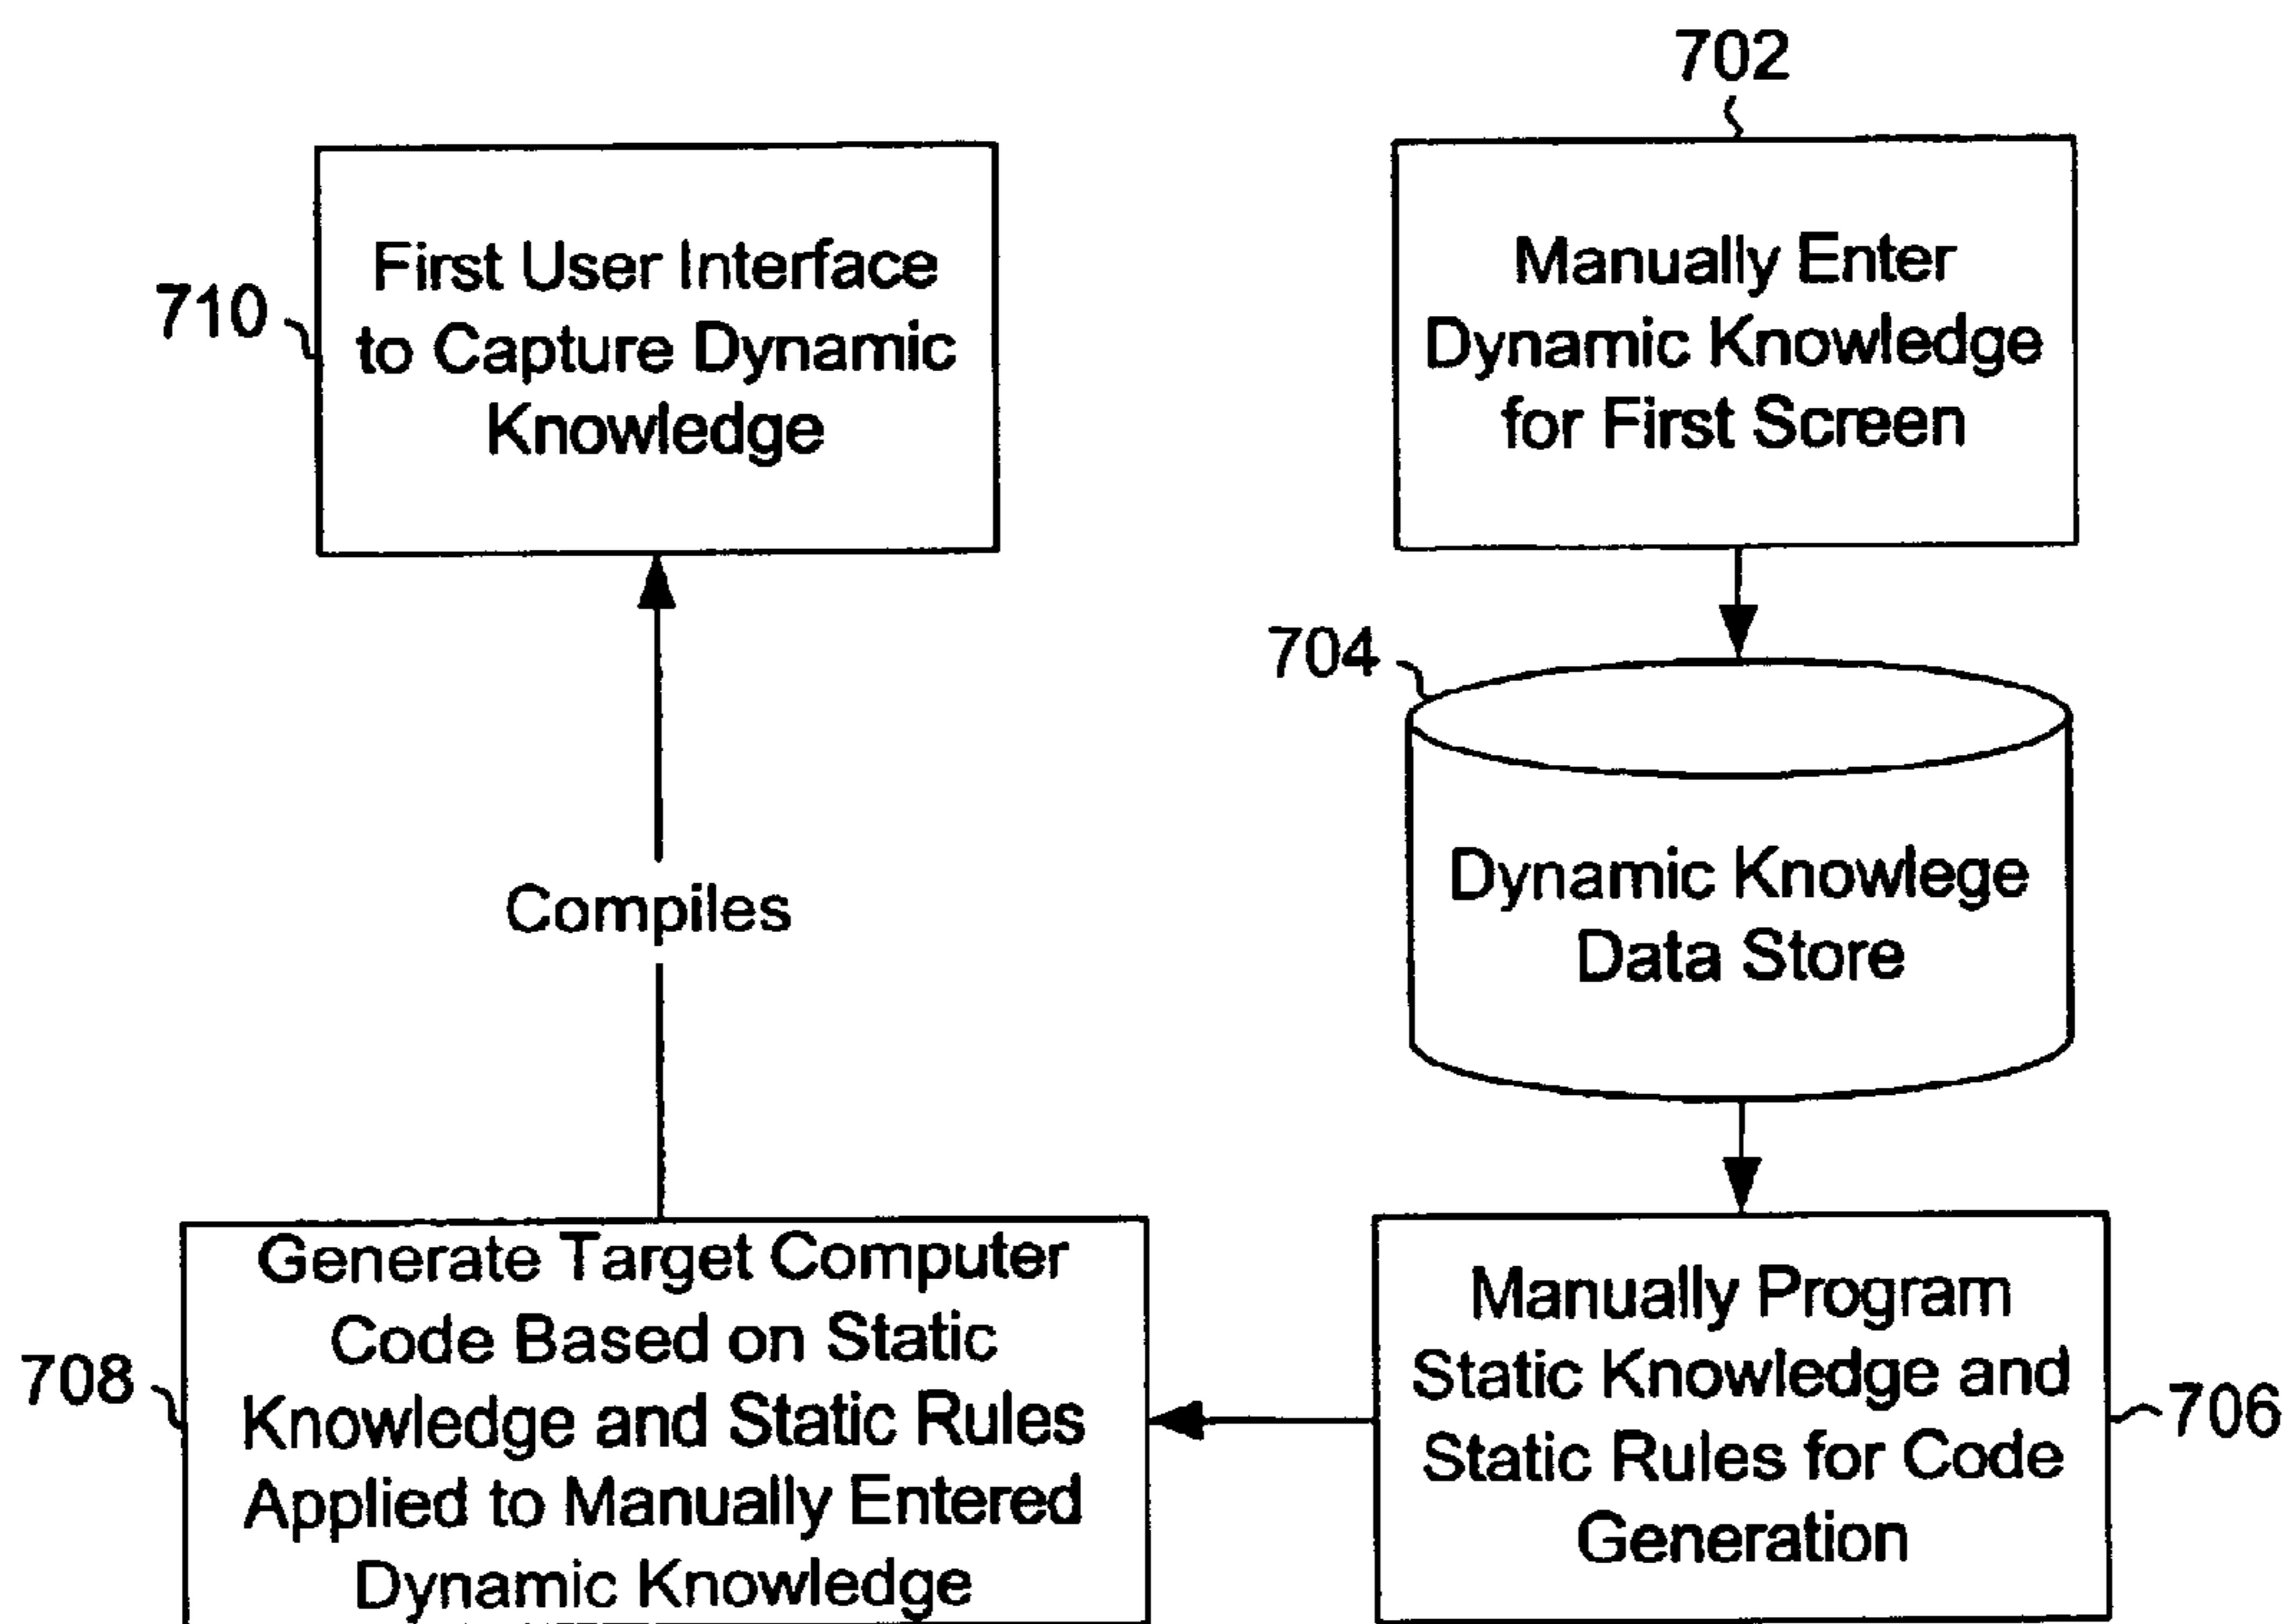 702
Manually Enter
Dynamic Knowledge
for First Screen
710
First User Interface
to Capture Dynamic
Knowledge
704
Dynamic Knowlege
Data Store
Compiles
706
Manually Program
Static Knowledge and
Static Rules for Code
Generation
708
Generate Target Computer
Code Based on Static
Knowledge and Static Rules
Applied to Manually Entered
Dynamic Knowledge